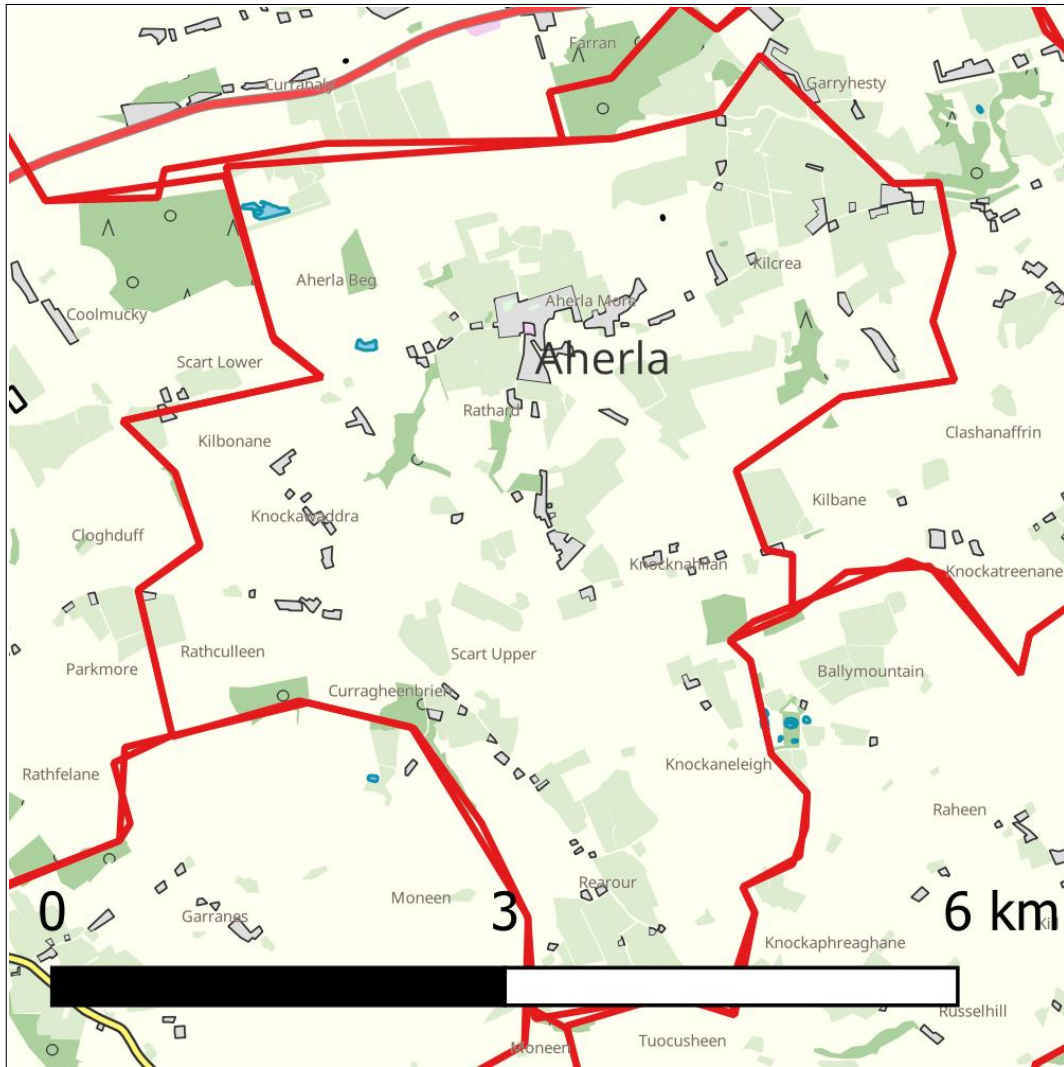 Farran
Curranaly
Garryhesty
Kilcrea
Aherla Beg
Aherla More
Coolmucky
Aherla
Scart Lower
Rathard
Kilbonane
Clashanaffrin
Kilbane
Knockawaddra
Cloghduff
Knocknahilan
Knockatreenane
Rathculleen
Scart Upper
Parkmore
Ballymountain
Curragheenbrien
Knockaneleigh
Rathfelane
Raheen
Rearour
Moneen
0
3
6 km
Garranes
Knockaphreaghane
Russelhill
Tuocusheen
Moneen